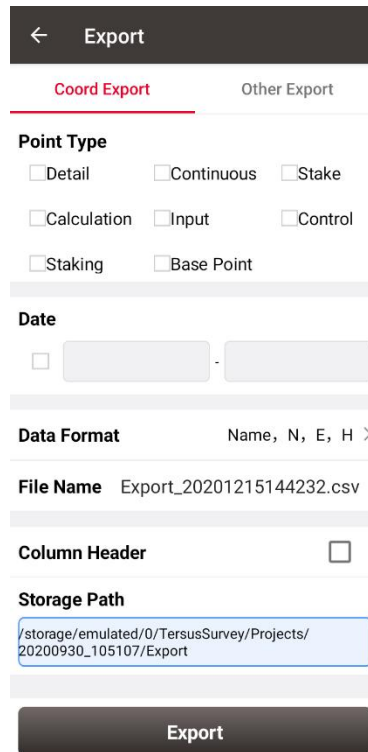 ← Export
Coord Export Other Export
Point Type
Detail Continuous Stake
Calculation Input Control
Staking Base Point
Date
-
Data Format Name，N，E，H >
File Name Export_20201215144232.csv
Column Header
Storage Path
/storage/emulated/0/TersusSurvey/Projects/
20200930_105107/Export
Export